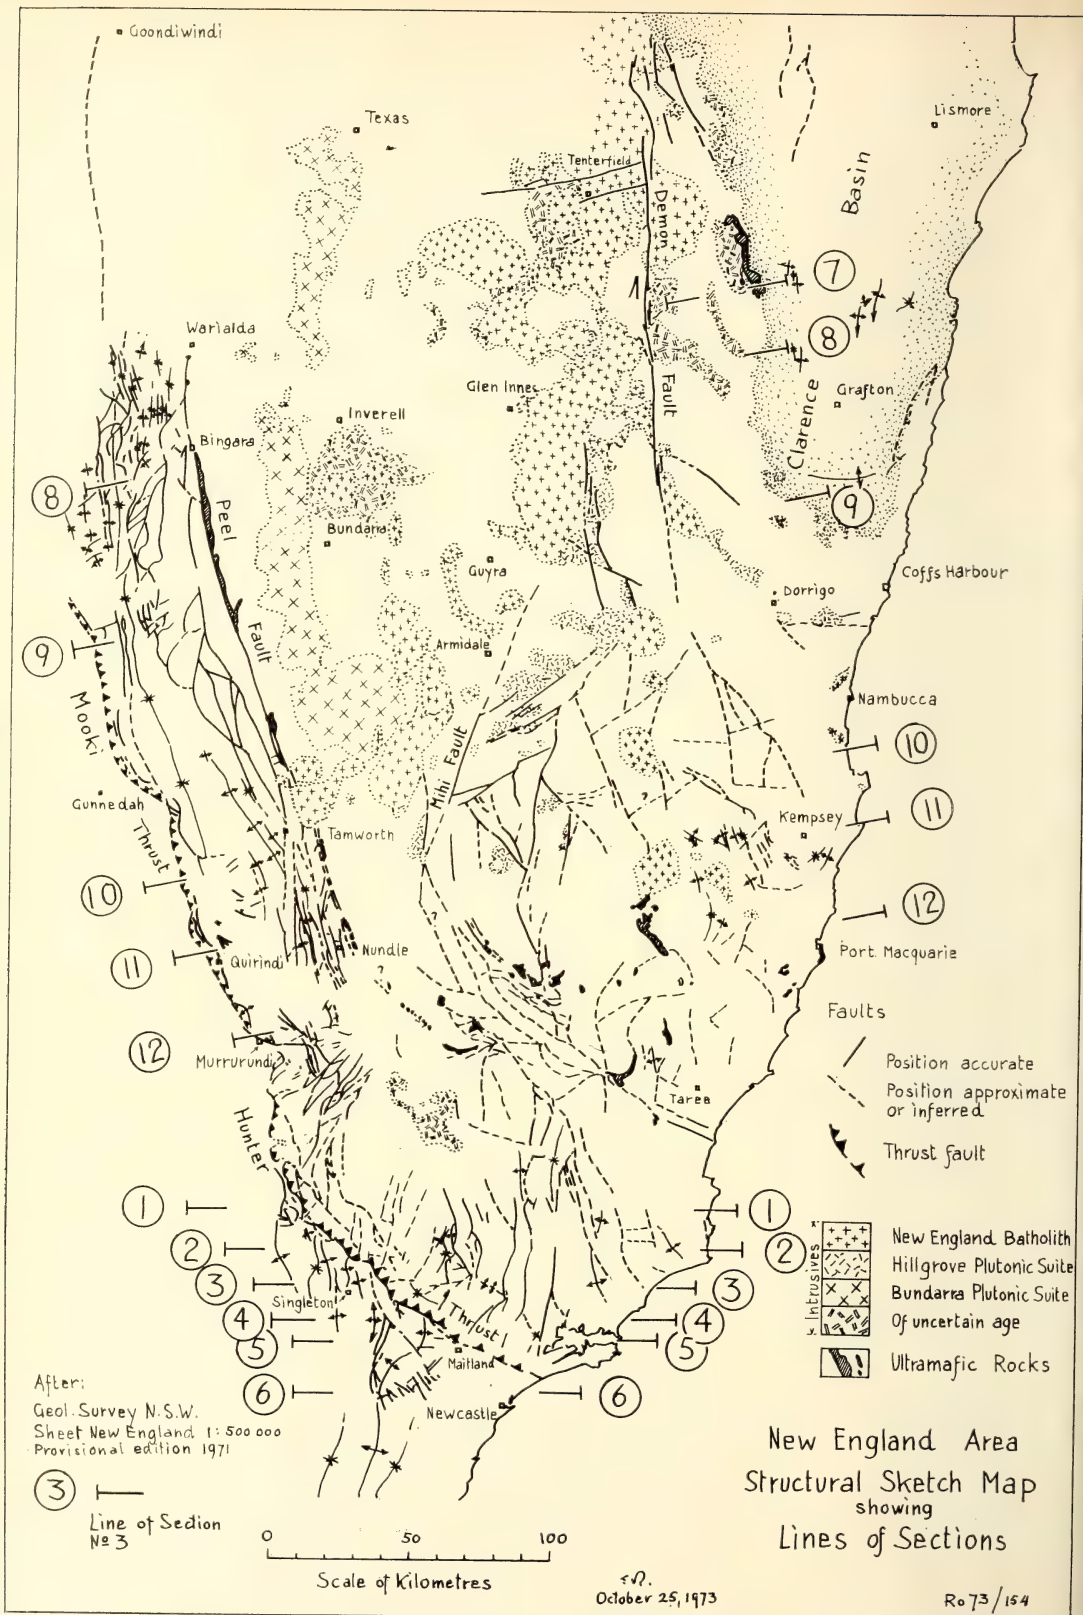 Goondiwindi
Texas
Lismore
Tenterfield
Basin
Demon
7
8
Warialda
Glen Innes
Inverell
Fault
Clarence
Grafton
Bingara
8
9
Peel
Bundarra
Guyra
Coffs Harbour
Dorrigo
Fault
Armidale
9
Mooki
Nambucca
10
Mihi Fault
Gunnedah
Thrust
Tamworth
?
Kempsey
11
10
12
?
11
Quirindi
Nundle
Port Macquarie
?
12
Murrurundi
Taree
Faults
Position accurate
Position approximate
or inferred
Thrust fault
Hunter
1
1
2
2
3
3
Singleton
4
4
Thrust
5
5
Maitland
6
6
Newcastle
Intrusives
New England Batholith
Hillgrove Plutonic Suite
Bundarra Plutonic Suite
Of uncertain age
Ultramafic Rocks
After:
Geol. Survey N.S.W.
Sheet New England 1:500 000
Provisional edition 1971
3
Line of Section
No 3
New England Area
Structural Sketch Map
showing
Lines of Sections
0 50 100
Scale of Kilometres
October 25, 1973
Ro 73/154